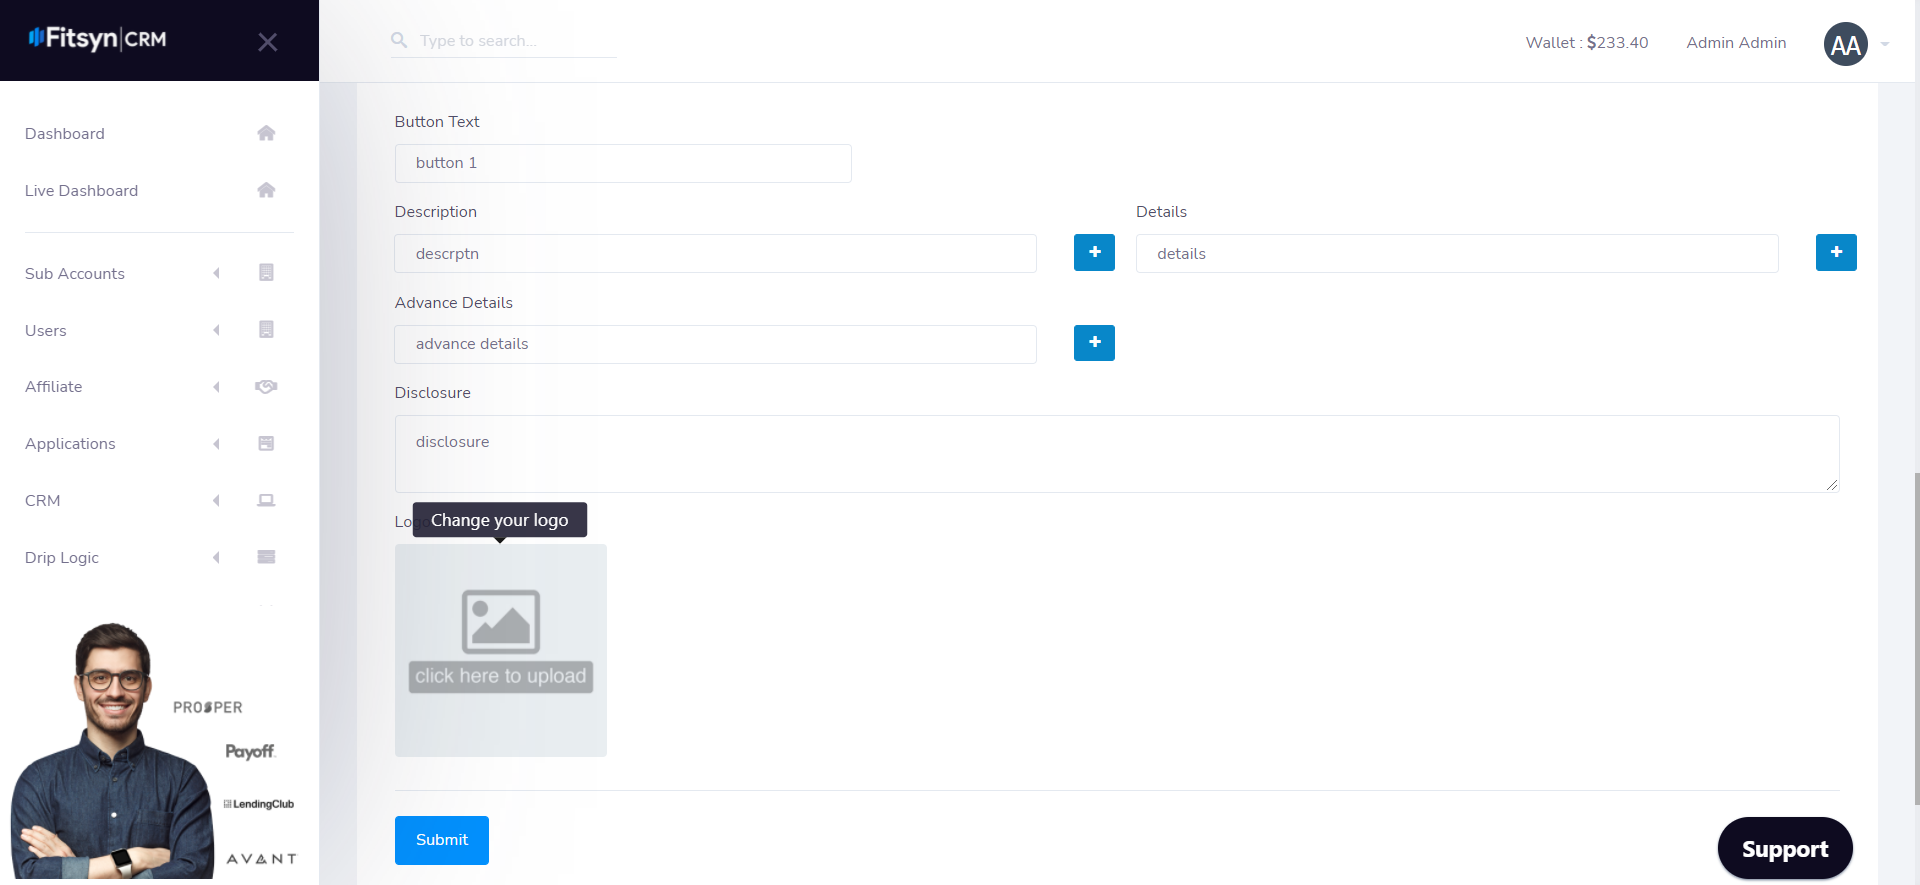 Fitsyn|CRM
Type to search...
Wallet : $233.40
Admin Admin
AA
Dashboard
Live Dashboard
Sub Accounts
Users
Affiliate
Applications
CRM
Drip Logic
PROSPER
Payoff
LendingClub
AVANT
Button Text
button 1
Description
descrptn
Details
details
Advance Details
advance details
Disclosure
disclosure
Change your logo
click here to upload
Submit
Support